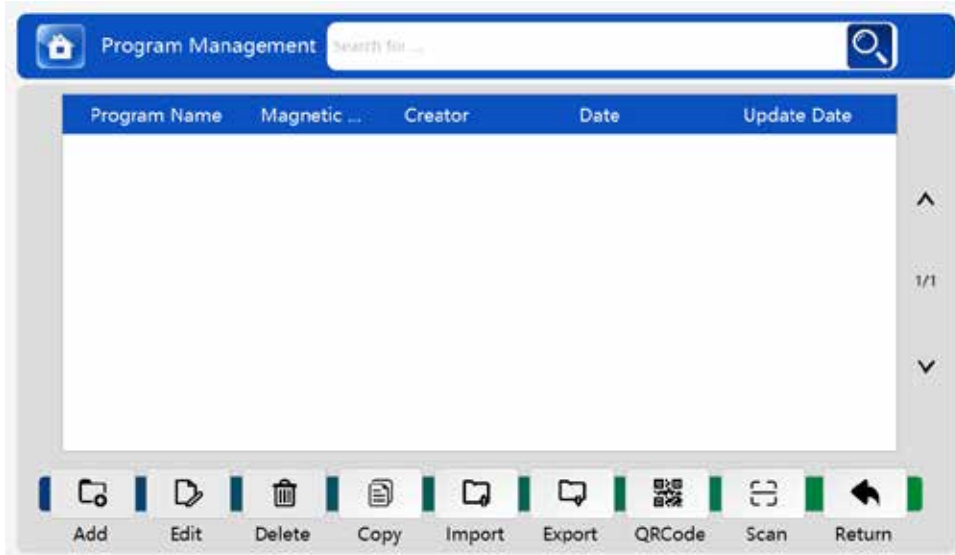 Program Management Search for ...
Program Name Magnetic ... Creator Date Update Date
1/1
Add Edit Delete Copy Import Export QRCode Scan Return